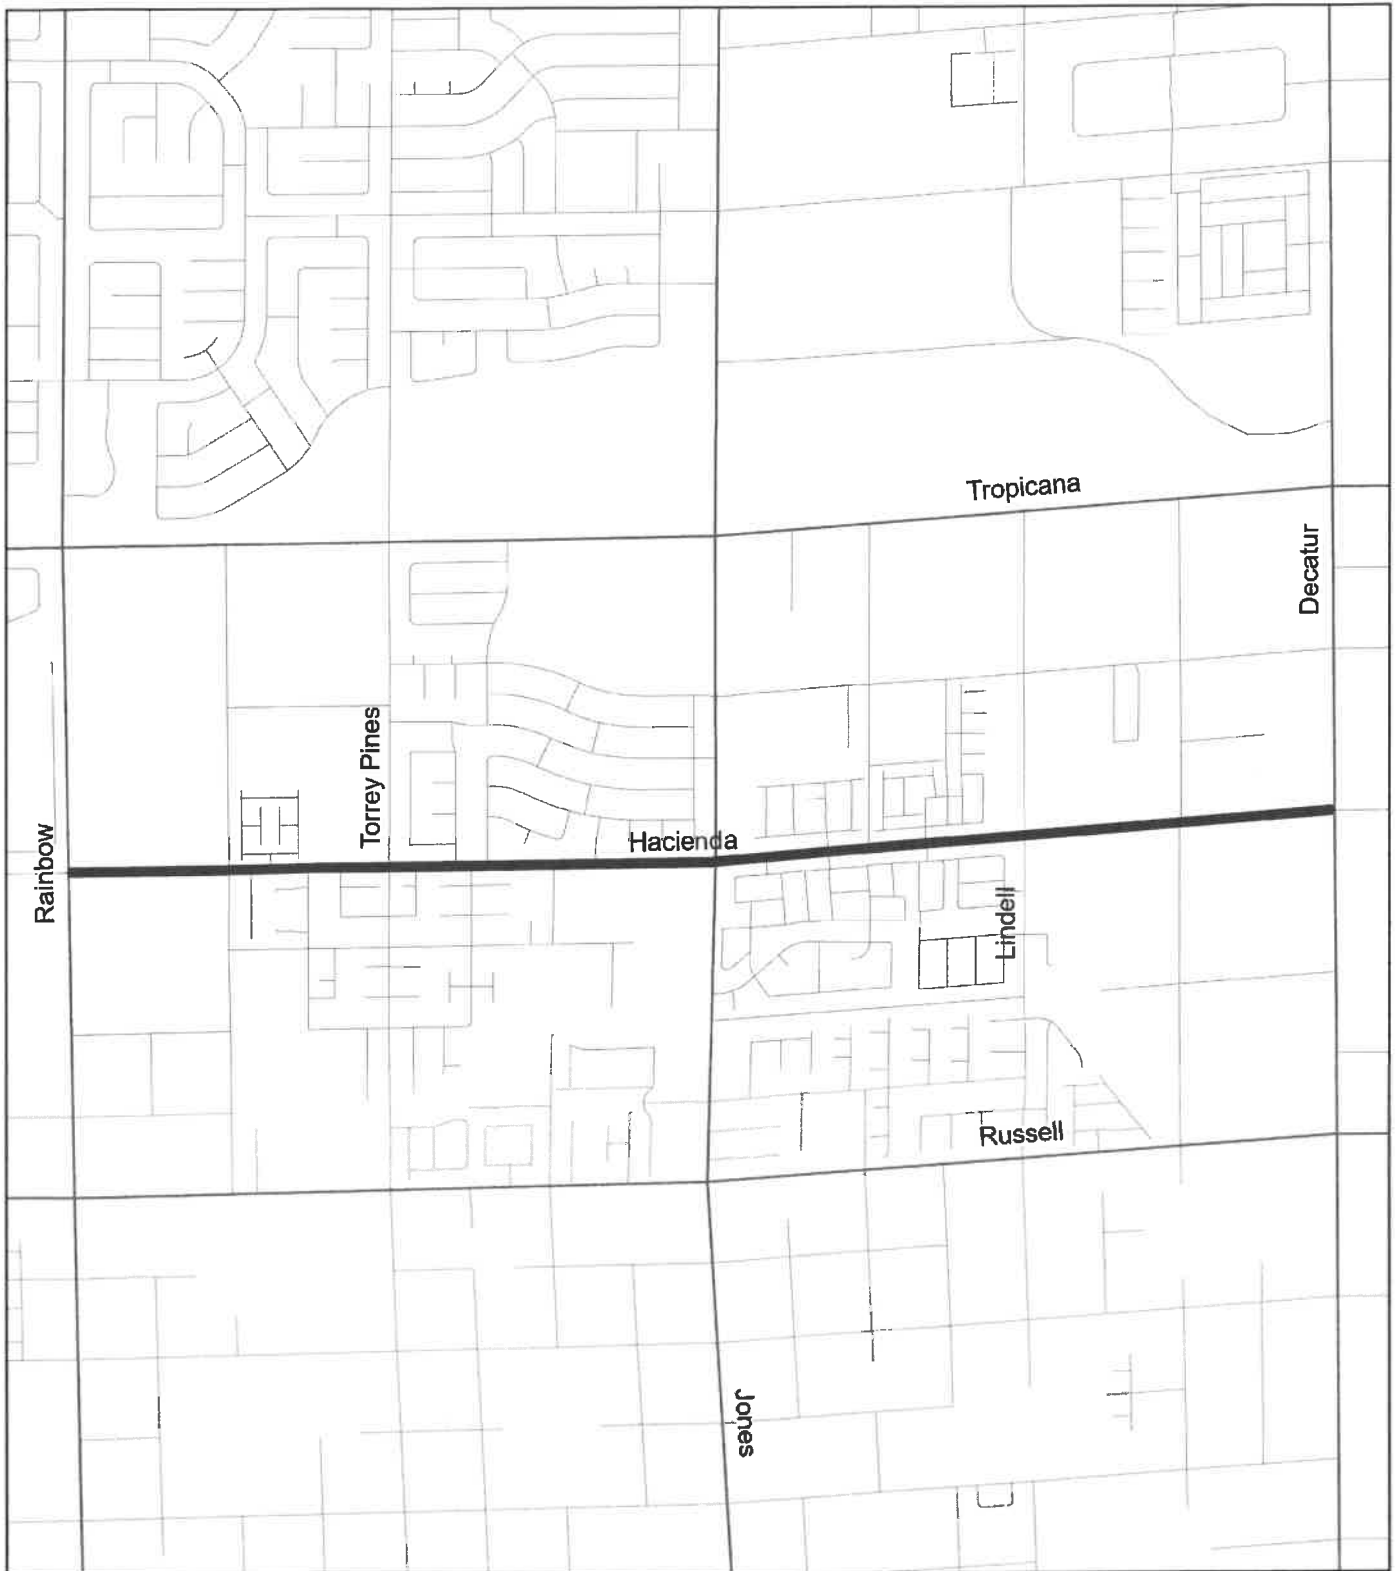 Tropicana
Decatur
Torrey Pines
Rainbow
Hacienda
Lindell
Russell
Jones